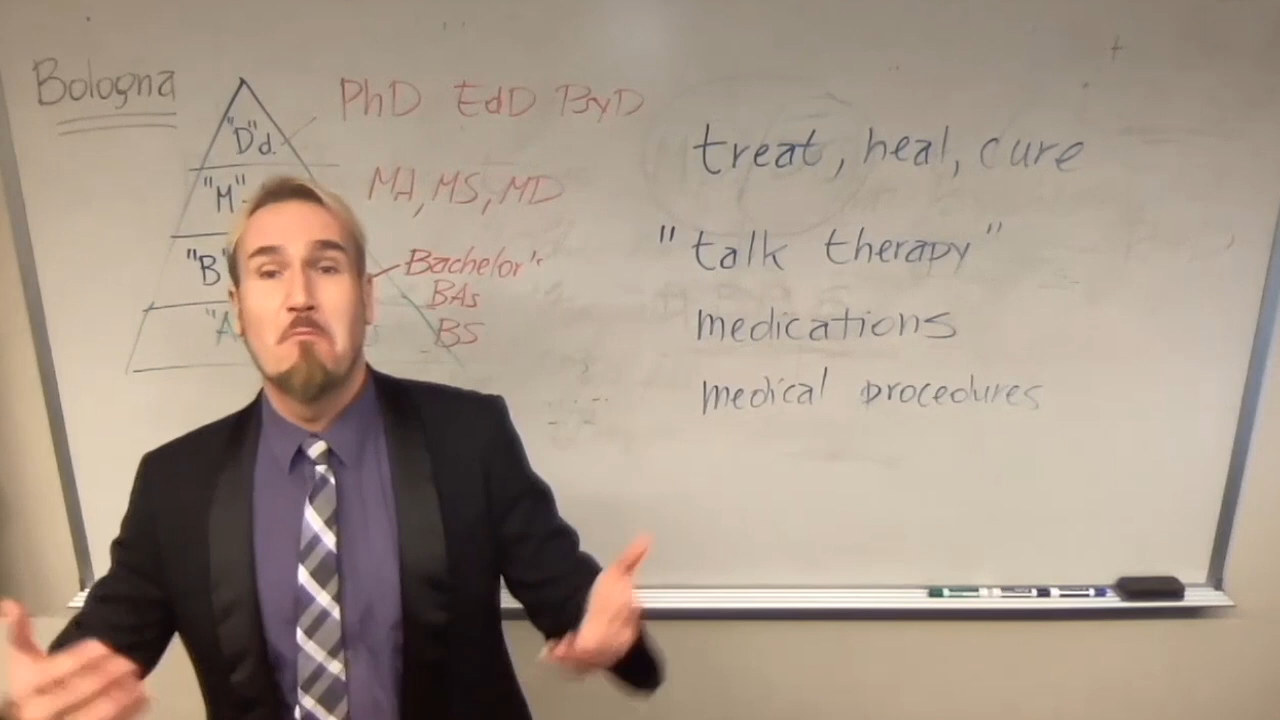 Bologna
"D"d.
PhD EdD PsyD
"M"
MA, MS, MD
"B"
Bachelor's
BAs
BS
"A
treat, heal, cure
"talk therapy"
medications
medical procedures